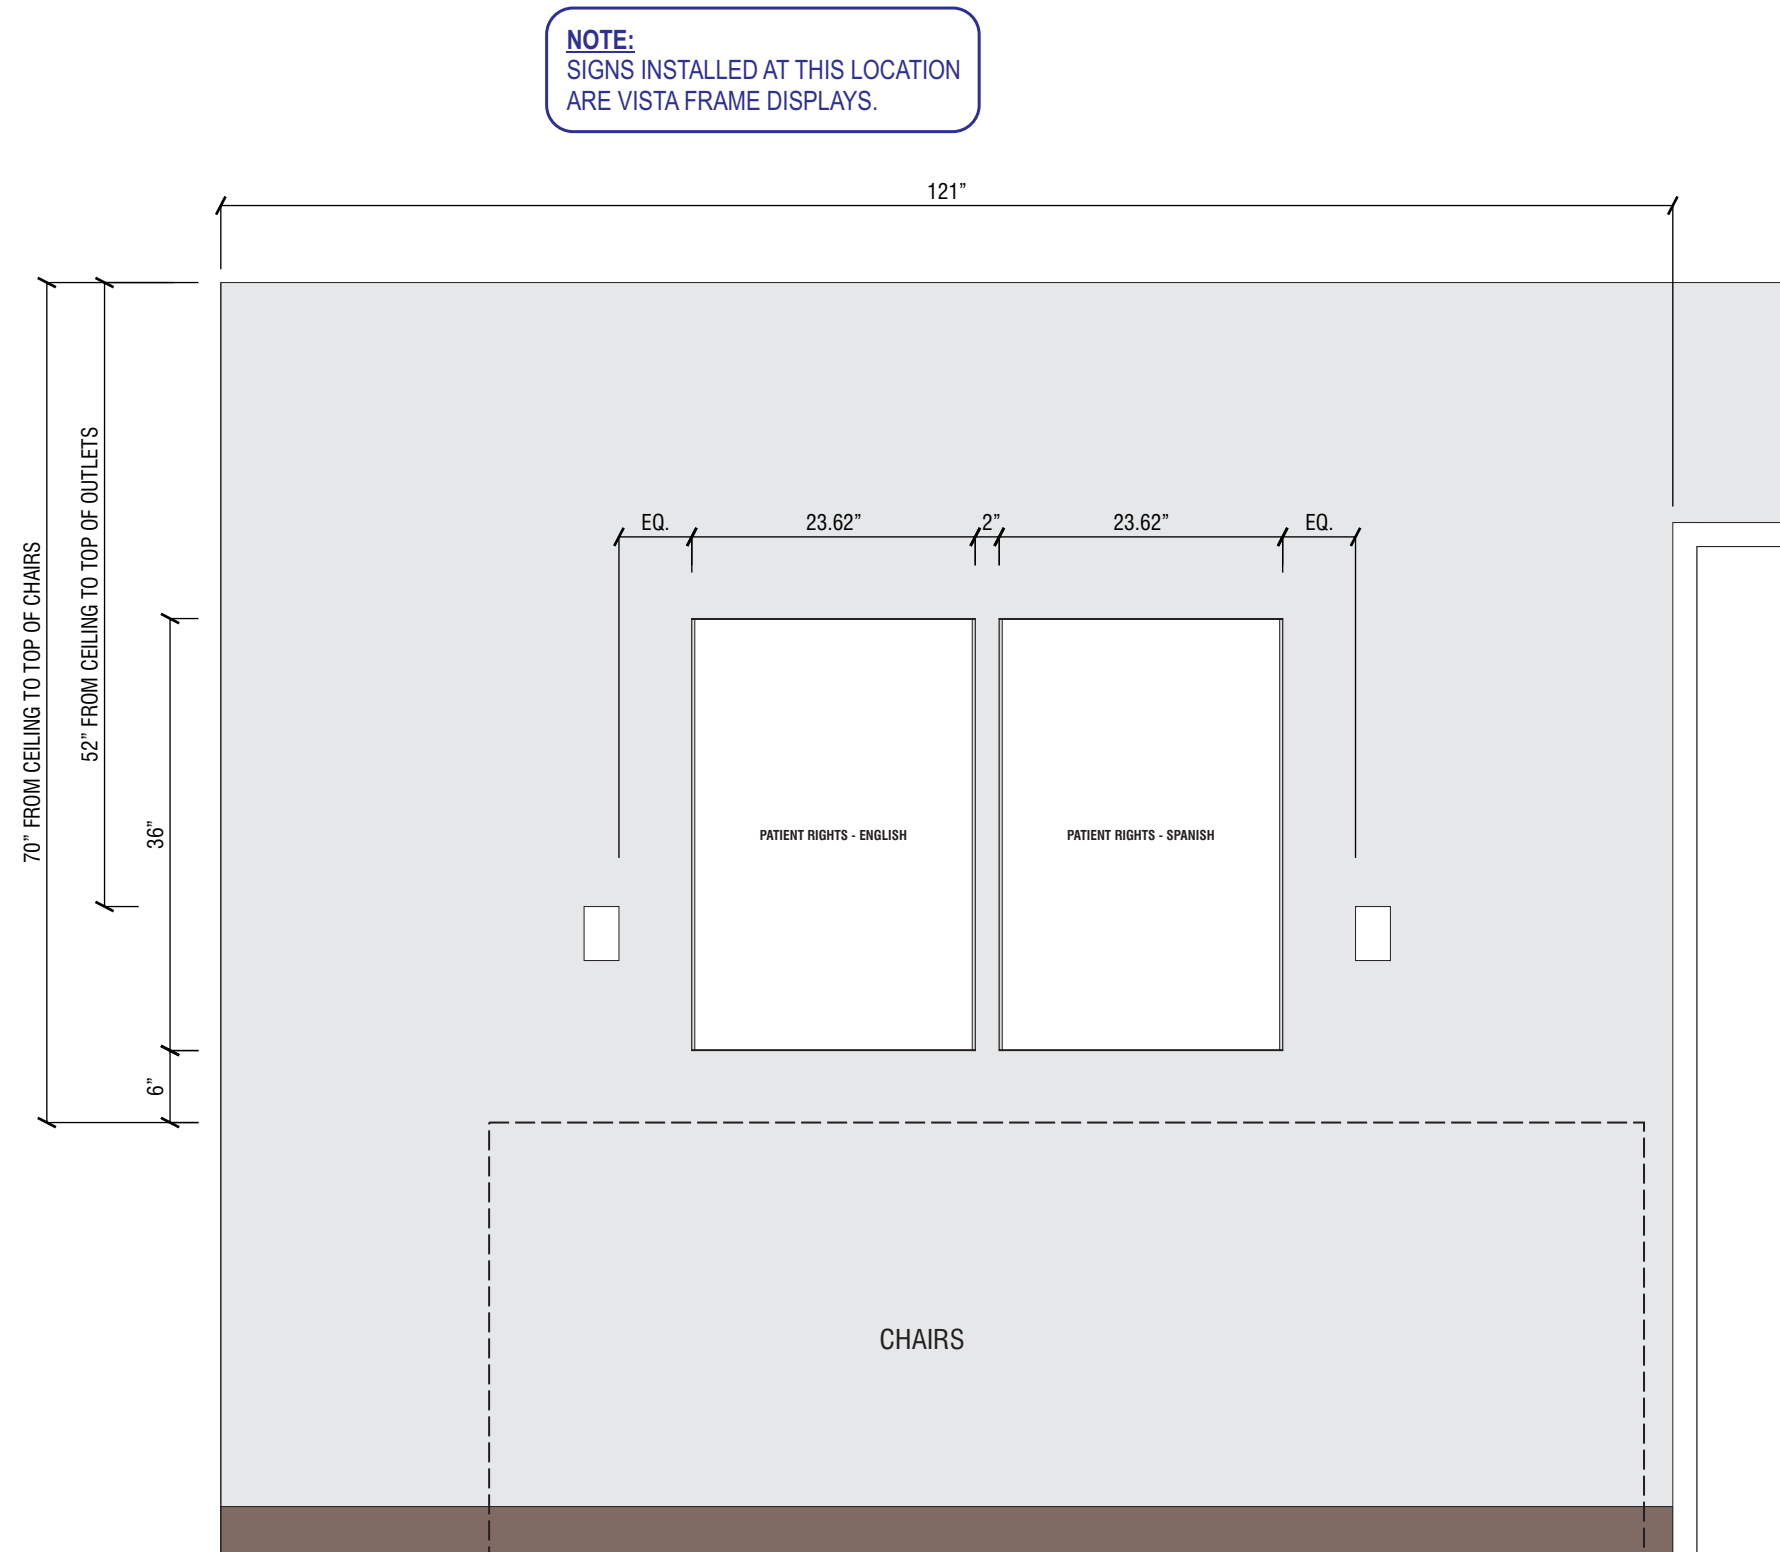 NOTE:
SIGNS INSTALLED AT THIS LOCATION
ARE VISTA FRAME DISPLAYS.
121”
70” FROM CEILING TO TOP OF CHAIRS
52” FROM CEILING TO TOP OF OUTLETS
36”
6”
EQ.
23.62”
2”
23.62”
EQ.
PATIENT RIGHTS - ENGLISH
PATIENT RIGHTS - SPANISH
CHAIRS